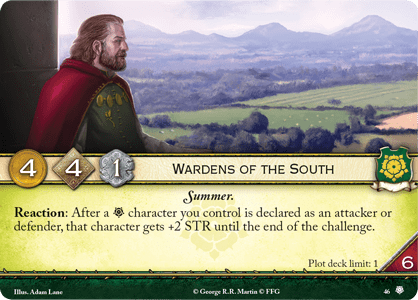 4 4 1 WARDENS OF THE SOUTH
Summer.
Reaction: After a character you control is declared as an attacker or
defender, that character gets +2 STR until the end of the challenge.
Plot deck limit: 1
6
Illus. Adam Lane © George R.R. Martin © FFG 46